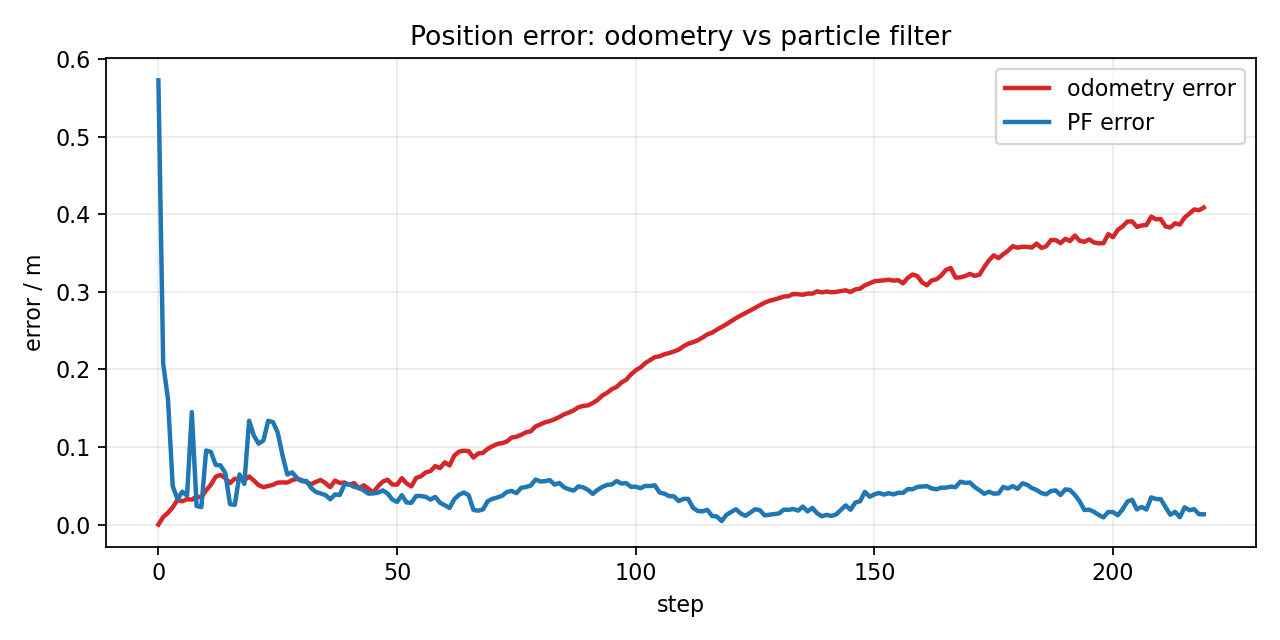 Position error: odometry vs particle filter
odometry error
PF error
0.6
0.5
0.4
0.3
0.2
0.1
0.0
error / m
0
50
100
150
200
step